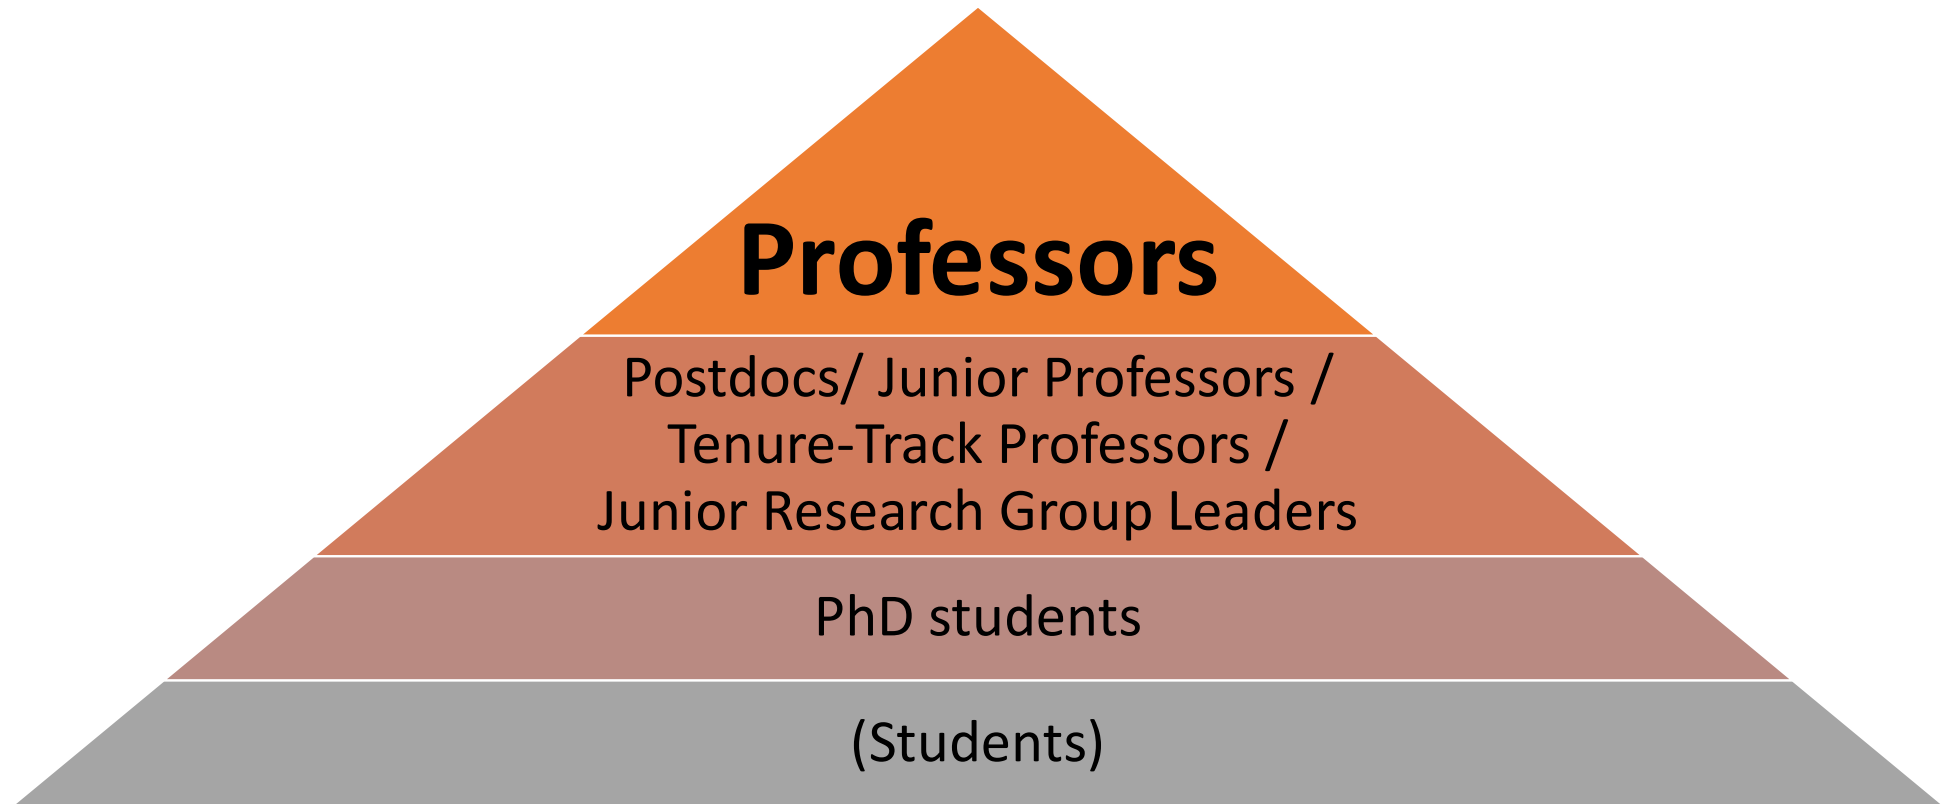 Professors
Postdocs/ Junior Professors /
Tenure-Track Professors /
Junior Research Group Leaders
PhD students
(Students)